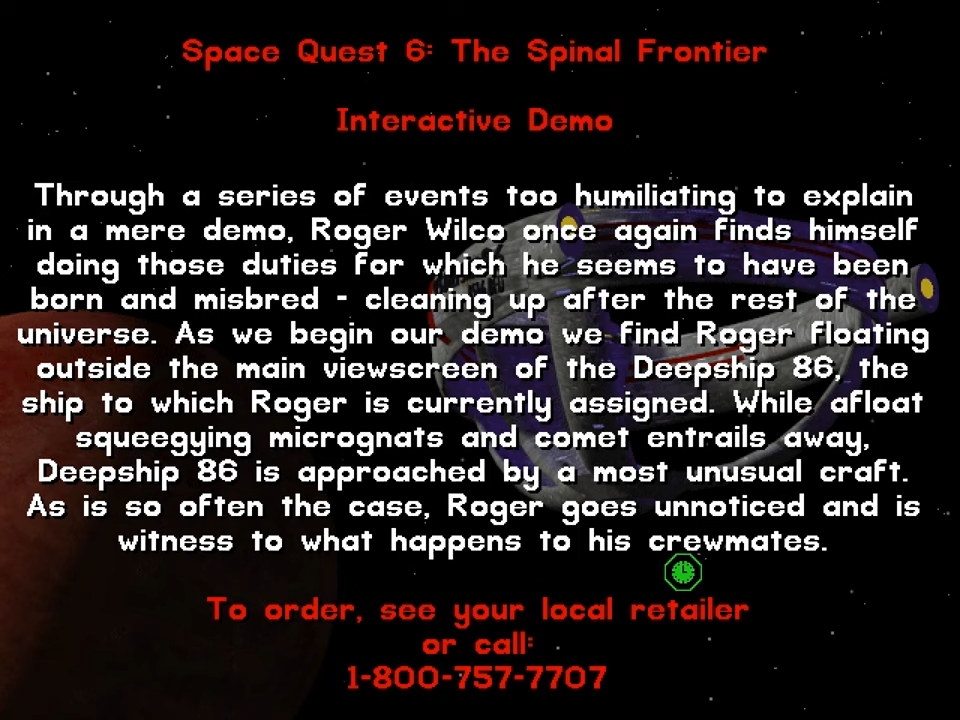 Space Quest 6: The Spinal Frontier
Interactive Demo
Through a series of events too humiliating to explain
in a mere demo, Roger Wilco once again finds himself
doing those duties for which he seems to have been
born and misbred - cleaning up after the rest of the
universe. As we begin our demo we find Roger floating
outside the main viewscreen of the Deepship 86, the
ship to which Roger is currently assigned. While afloat
squeegying micrognats and comet entrails away,
Deepship 86 is approached by a most unusual craft.
As is so often the case, Roger goes unnoticed and is
witness to what happens to his crewmates.
To order, see your local retailer
or call:
1-800-757-7707